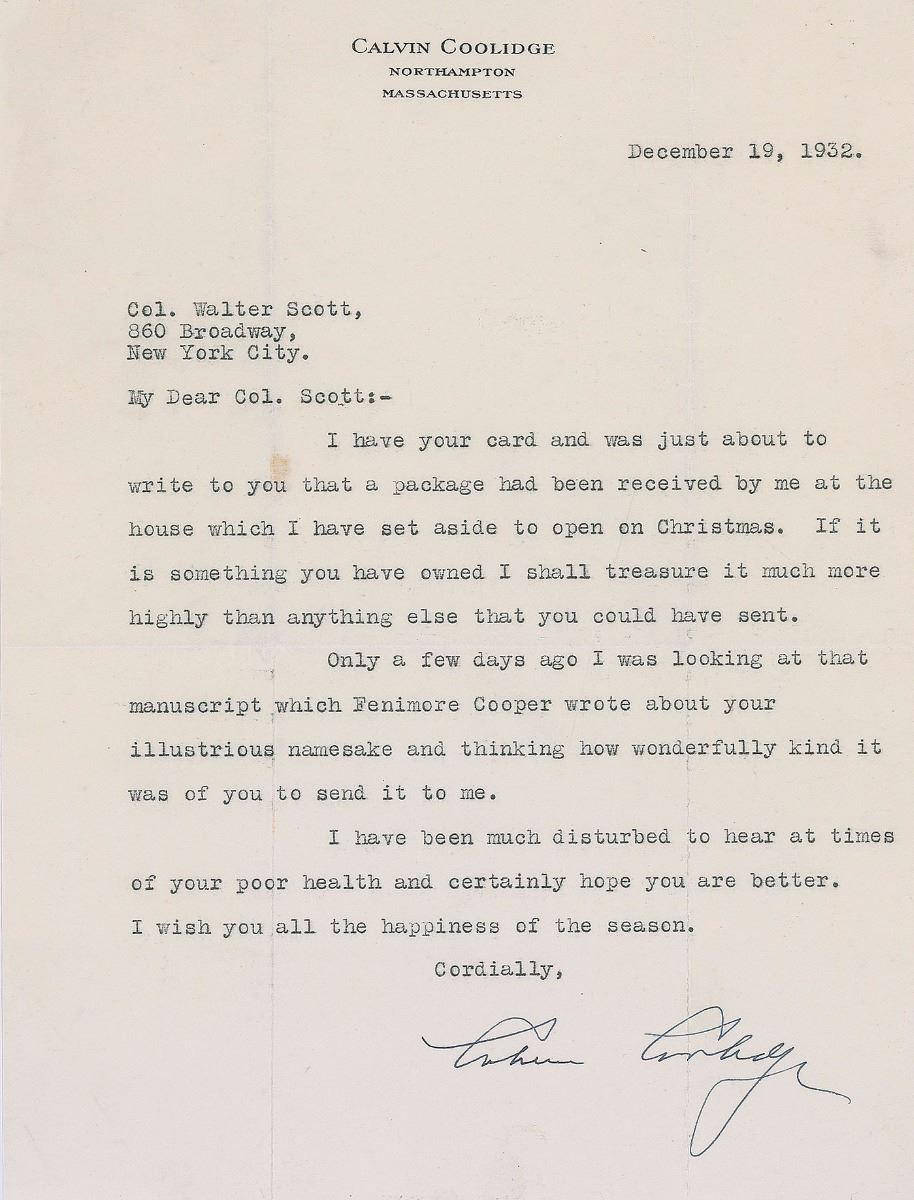 CALVIN COOLIDGE
NORTHAMPTON
MASSACHUSETTS
December 19, 1932.
Col. Walter Scott,
860 Broadway,
New York City.
My Dear Col. Scott:-
I have your card and was just about to
write to you that a package had been received by me at the
house which I have set aside to open on Christmas. If it
is something you have owned I shall treasure it much more
highly than anything else that you could have sent.
Only a few days ago I was looking at that
manuscript which Fenimore Cooper wrote about your
illustrious namesake and thinking how wonderfully kind it
was of you to send it to me.
I have been much disturbed to hear at times
of your poor health and certainly hope you are better.
I wish you all the happiness of the season.
Cordially,
Calvin Coolidge